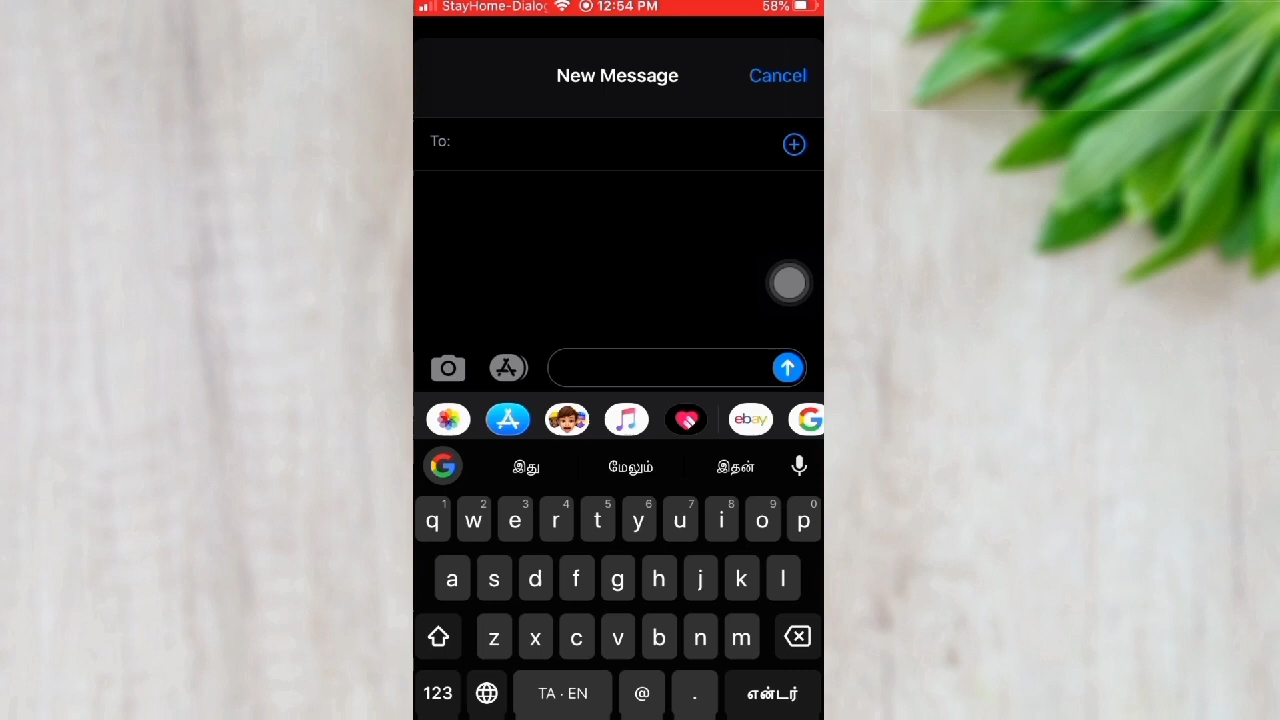 StayHome-Dialog 12:54 PM 58%
New Message Cancel
To:
ebay G
G இது மேலும் இதன்
1 2 3 4 5 6 7 8 9 0
q w e r t y u i o p
a s d f g h j k l
z x c v b n m
123 TA · EN @ . என்டர்